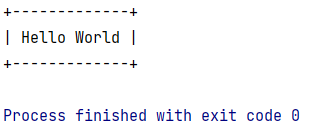 +-------------+
| Hello World |
+-------------+
Process finished with exit code 0